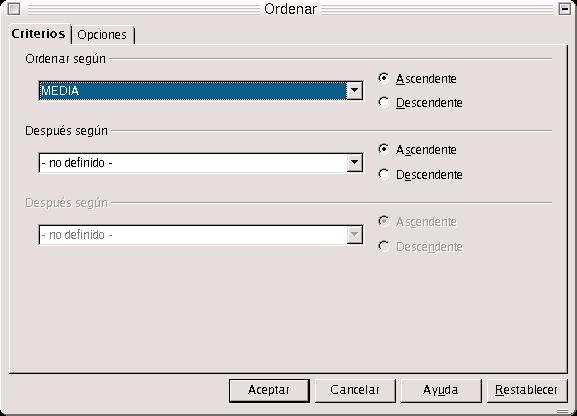 Ordenar
Criterios Opciones
Ordenar según
MEDIA
Ascendente
Descendente
Después según
- no definido -
Ascendente
Descendente
Después según
- no definido -
Ascendente
Descendente
Aceptar Cancelar Ayuda Restablecer